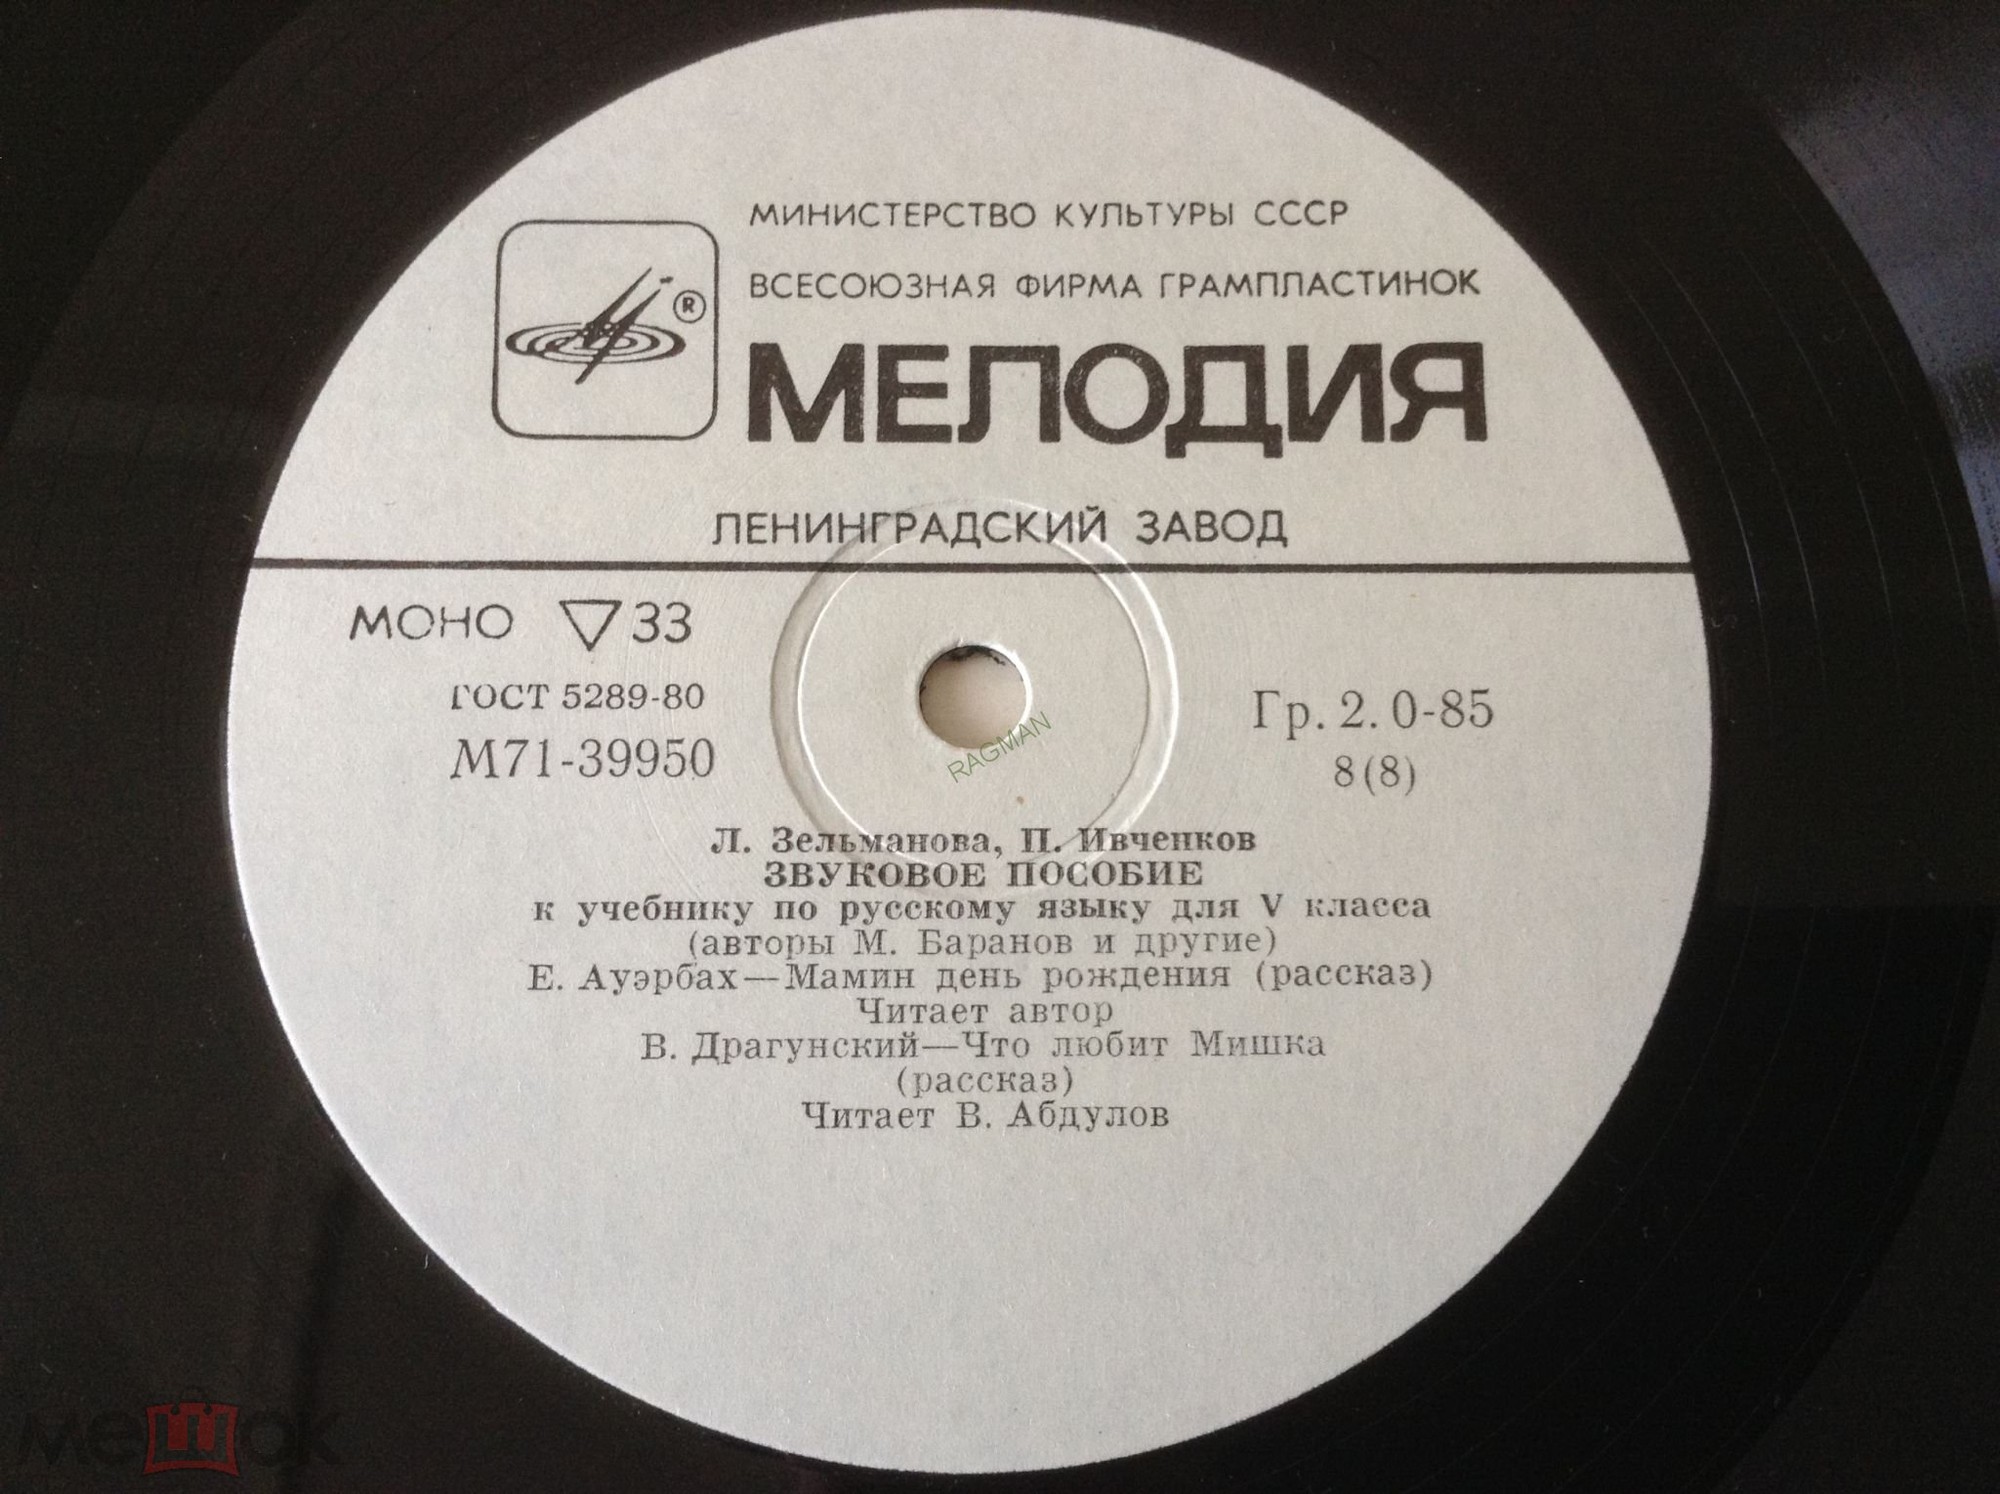 МИНИСТЕРСТВО КУЛЬТУРЫ СССР
ВСЕСОЮЗНАЯ ФИРМА ГРАМПЛАСТИНОК
®
МЕЛОДИЯ
ЛЕНИНГРАДСКИЙ ЗАВОД
МОНО ▽33
ГОСТ 5289-80
М71-39950
Гр. 2. 0-85
8(8)
RAGMAN
Л. Зельманова, П. Ивченков
ЗВУКОВОЕ ПОСОБИЕ
к учебнику по русскому языку для V класса
(авторы М. Баранов и другие)
Е. Ауэрбах—Мамин день рождения (рассказ)
Читает автор
В. Драгунский—Что любит Мишка
(рассказ)
Читает В. Абдулов
мешок